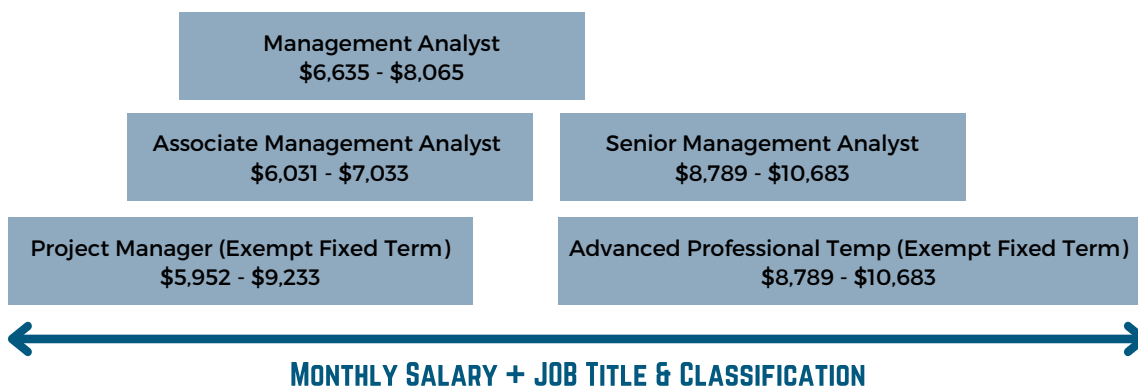 Management Analyst
$6,635 - $8,065
Associate Management Analyst
$6,031 - $7,033
Senior Management Analyst
$8,789 - $10,683
Project Manager (Exempt Fixed Term)
$5,952 - $9,233
Advanced Professional Temp (Exempt Fixed Term)
$8,789 - $10,683
Monthly Salary + JOB Title & Classification